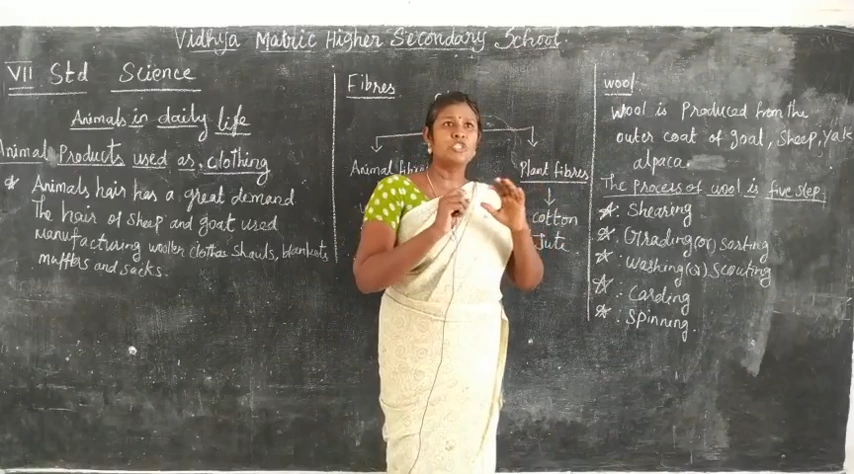 Vidhya Matric Higher Secondary School
VII Std Science
Animals in daily life
Animal Products used as clothing
Animals hair has a great demand
The hair of sheep and goat used
Manufacturing woollen clothes shauls, blankets
mufflers and sacks.
Fibres
Animal fibre
Plant fibres
cotton
Jute
wool
Wool is Produced from the
outer coat of goat, Sheep, Yak
alpaca
The Process of wool is five step
: Shearing
: Grading (or) Sorting
: Washing (or) Scouting
: Carding
: Spinning